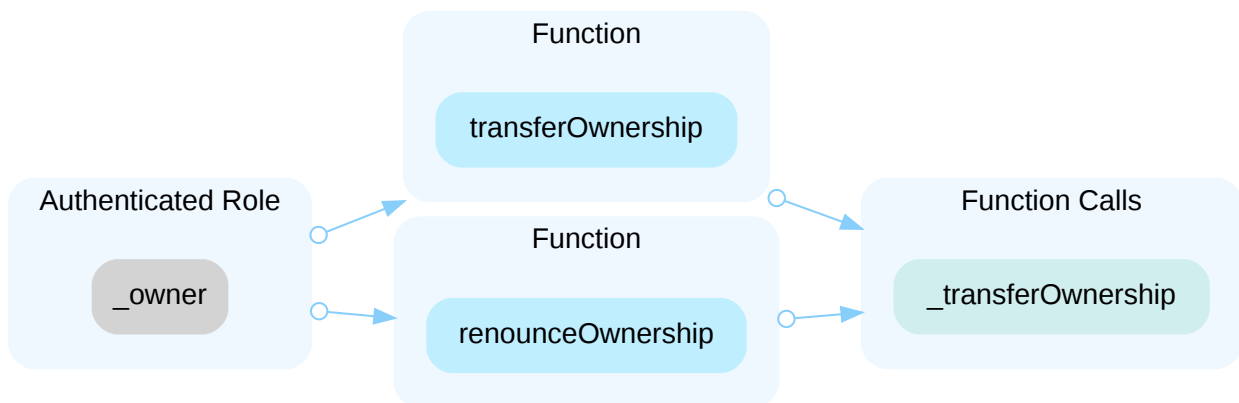 Authenticated Role
_owner
Function
transferOwnership
Function
renounceOwnership
Function Calls
_transferOwnership